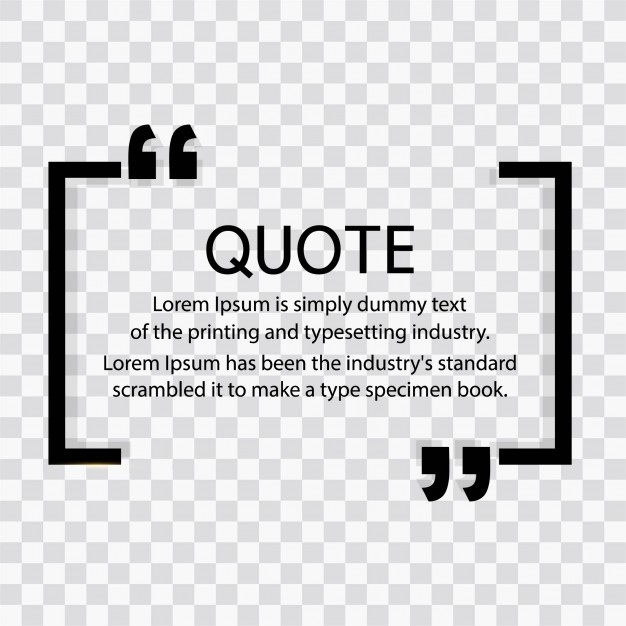 “
QUOTE
Lorem Ipsum is simply dummy text
of the printing and typesetting industry.
Lorem Ipsum has been the industry's standard
scrambled it to make a type specimen book.
”